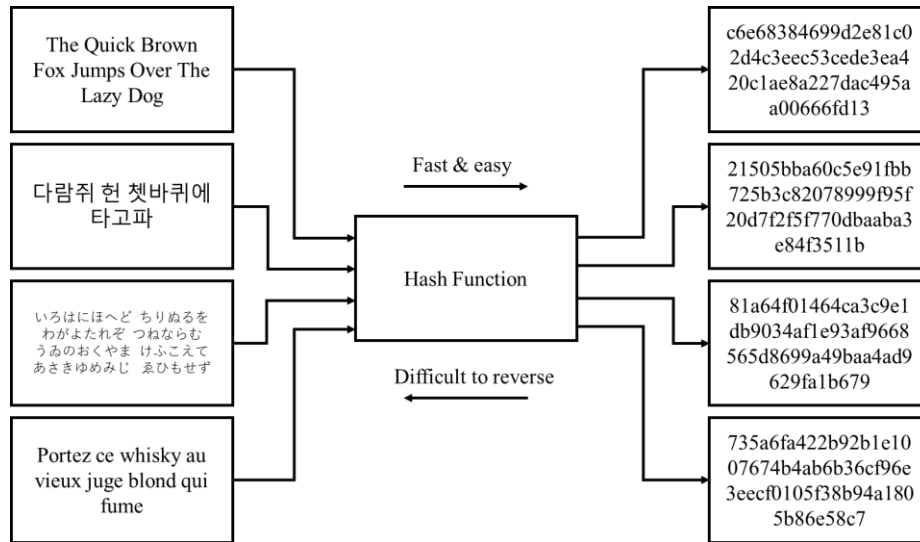 The Quick Brown
Fox Jumps Over The
Lazy Dog
다람쥐 헌 쳇바퀴에
타고파
いろはにほへど ちりぬるを
わがよたれぞ つねならむ
うゐのおくやま けふこえて
あさきゆめみじ ゑひもせず
Portez ce whisky au
vieux juge blond qui
fume
Fast & easy
Hash Function
Difficult to reverse
c6e68384699d2e81c0
2d4c3eec53cede3ea4
20c1ae8a227dac495a
a00666fd13
21505bba60c5e91fbb
725b3c82078999f95f
20d7f2f5f770dbaaba3
e84f3511b
81a64f01464ca3c9e1
db9034af1e93af9668
565d8699a49baa4ad9
629fa1b679
735a6fa422b92b1e10
07674b4ab6b36cf96e
3eecf0105f38b94a180
5b86e58c7